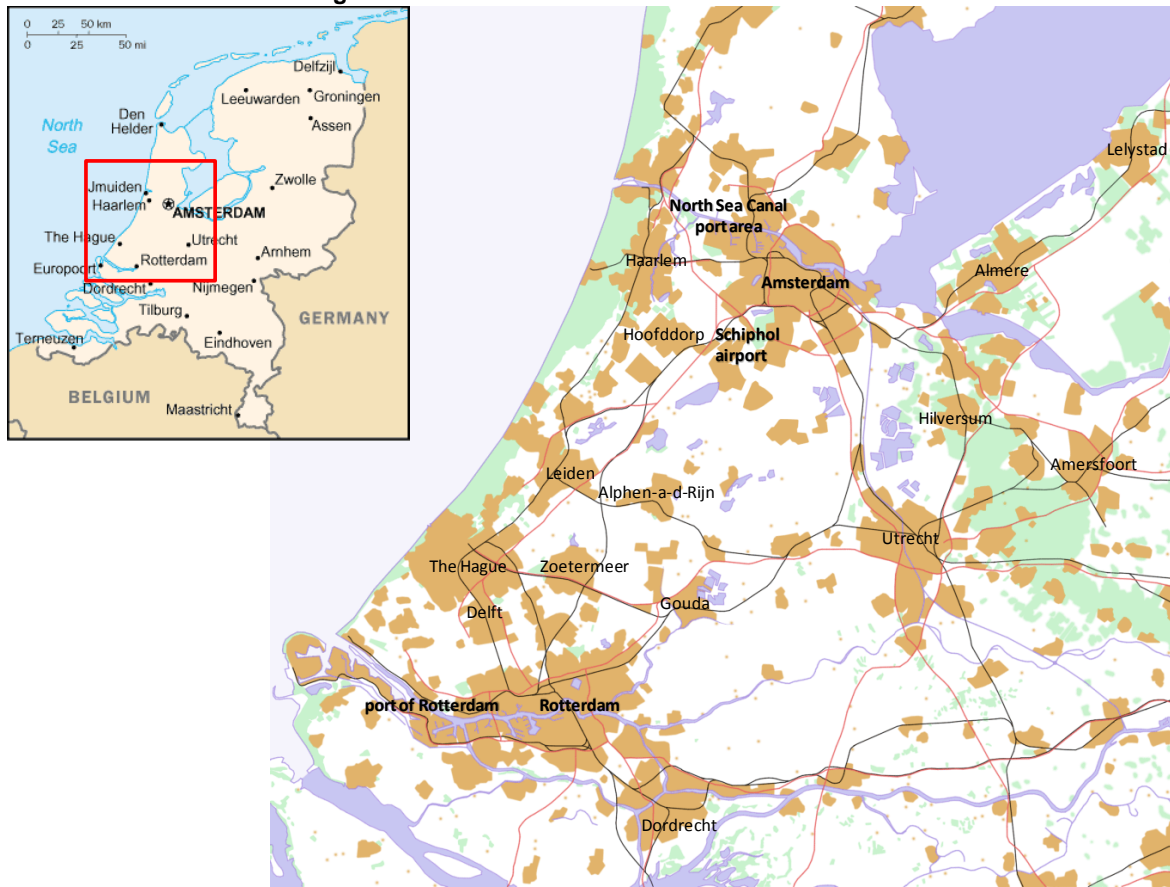 0 25 50 km
0 25 50 mi
Delfzijl
Leeuwarden
Groningen
Assen
Den
Helder
North
Sea
Zwolle
Jmuiden
Haarlem
AMSTERDAM
The Hague
Utrecht
Arnhem
Rotterdam
Europoort
Dordrecht
Nijmegen
Tilburg
GERMANY
Eindhoven
Terneuzen
BELGIUM
Maastricht
Lelystad
North Sea Canal
port area
Haarlem
Almere
Amsterdam
Hoofddorp
Schiphol
airport
Hilversum
Amersfoort
Leiden
Alphen-a-d-Rijn
Utrecht
The Hague
Zoetermeer
Gouda
Delft
port of Rotterdam
Rotterdam
Dordrecht